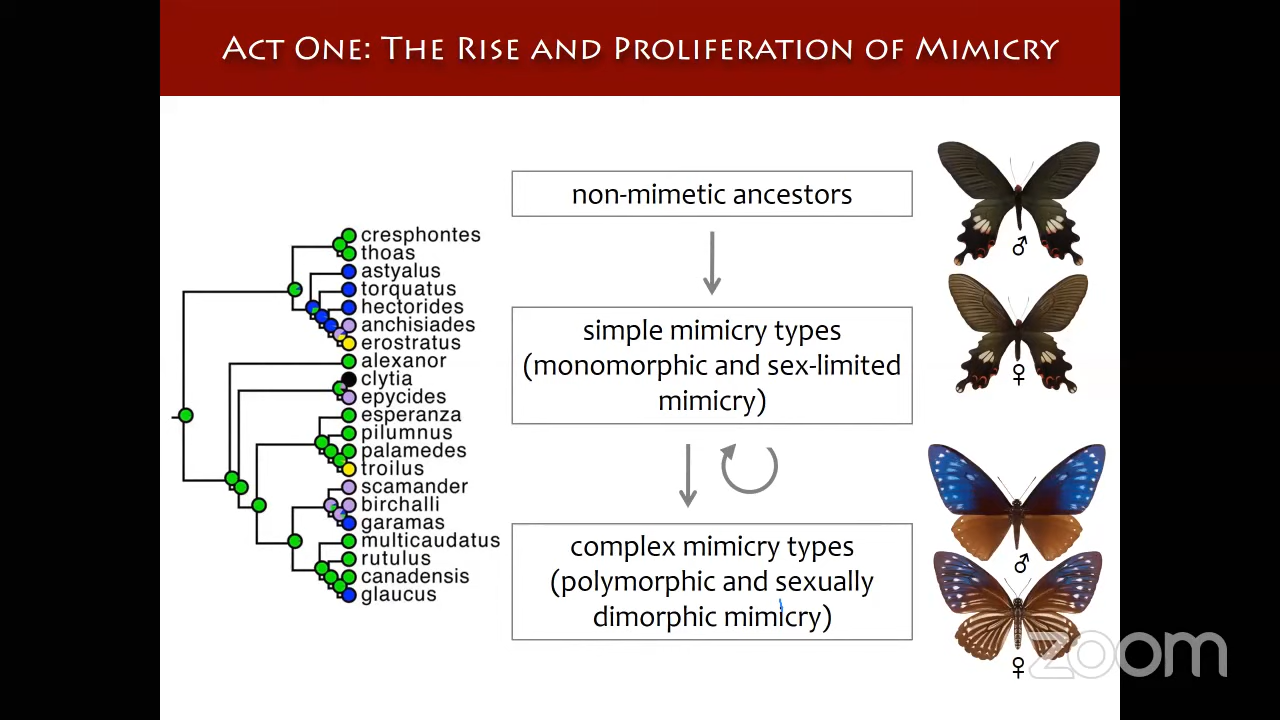 Act One: The Rise and Proliferation of Mimicry
non-mimetic ancestors
simple mimicry types
(monomorphic and sex-limited
mimicry)
complex mimicry types
(polymorphic and sexually
dimorphic mimicry)
cresphontes
thoas
astyalus
torquatus
hectorides
anchisiades
erostratus
alexanor
clytia
epycides
esperanza
pilumnus
palamedes
troilus
scamander
birchalli
garamas
multicaudatus
rutulus
canadensis
glaucus
♂
♀
♂
♀
zoom